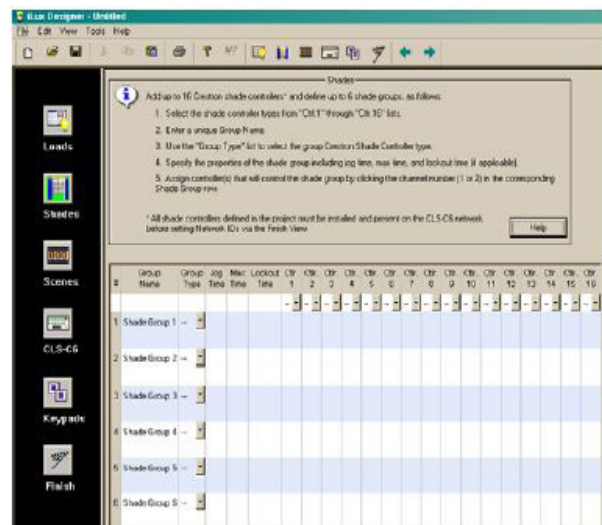 iLux Designer - Untitled
File Edit View Tools Help
Shades
Add up to 16 Crestron shade controllers* and define up to 6 shade groups, as follows:
1. Select the shade controller types from "Ctlr.1" through "Ctlr.16" lists.
2. Enter a unique Group Name.
3. Use the "Group Type" list to select the group Crestron Shade Controller type.
4. Specify the properties of the shade group including jog time, max time, and lockout time (if applicable).
5. Assign controller(s) that will control the shade group by clicking the channel number (1 or 2) in the corresponding
Shade Group row.
* All shade controllers defined in the project must be installed and present on the CLS-C6 network
before setting Network IDs via the Finish View
Help
Loads
Shades
Scenes
CLS-C6
Keypads
Finish
# Group Name Group Type Jog Time Max Time Lockout Time Ctlr. 1 Ctlr. 2 Ctlr. 3 Ctlr. 4 Ctlr. 5 Ctlr. 6 Ctlr. 7 Ctlr. 8 Ctlr. 9 Ctlr. 10 Ctlr. 11 Ctlr. 12 Ctlr. 13 Ctlr. 14 Ctlr. 15 Ctlr. 16
1 Shade Group 1 --
2 Shade Group 2 --
3 Shade Group 3 --
4 Shade Group 4 --
5 Shade Group 5 --
6 Shade Group 6 --